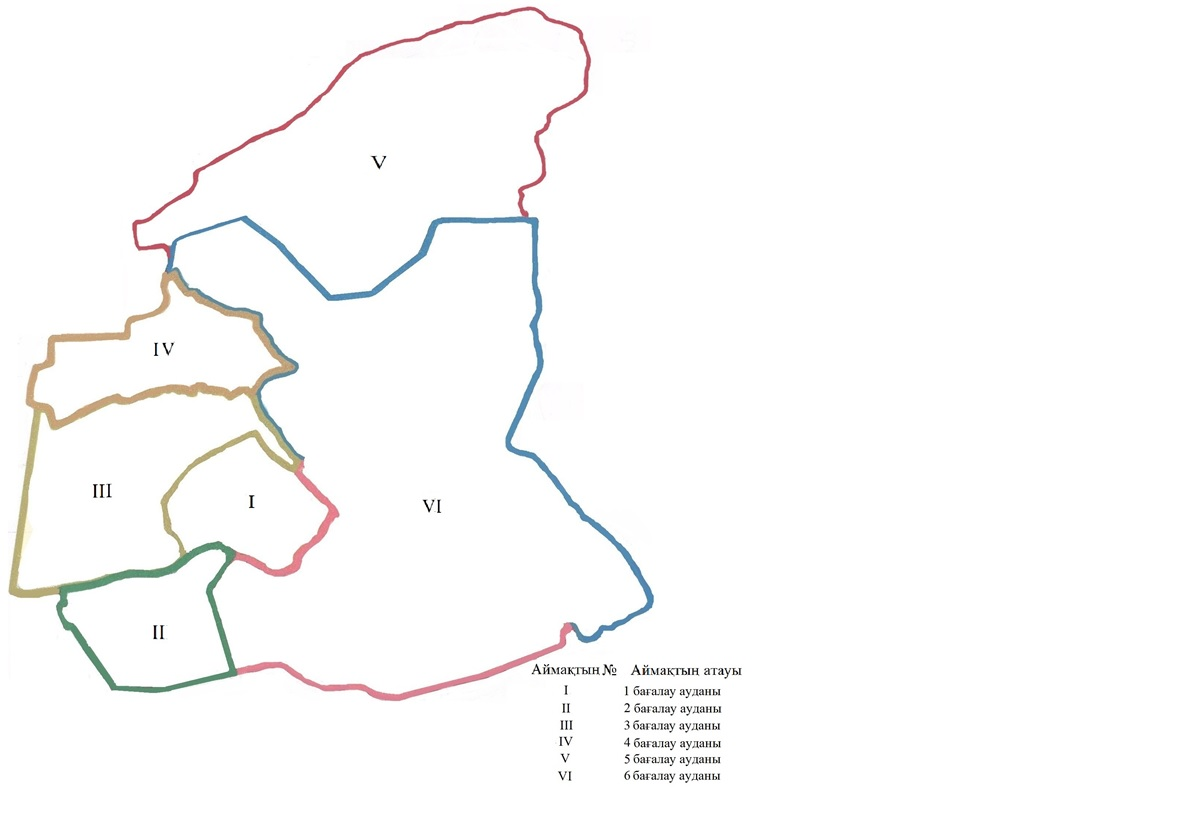 V
IV
III
I
VI
II
Аймақтың № Аймақтың атауы
I 1 бағалау ауданы
II 2 бағалау ауданы
III 3 бағалау ауданы
IV 4 бағалау ауданы
V 5 бағалау ауданы
VI 6 бағалау ауданы